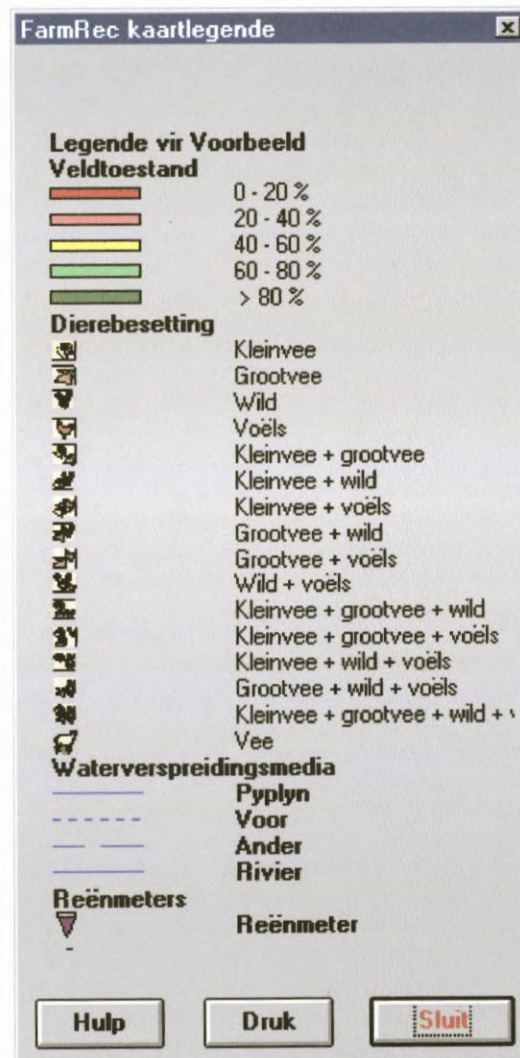 FarmRec kaartlegende
Legende vir Voorbeeld
Veldtoestand
0 - 20 %
20 - 40 %
40 - 60 %
60 - 80 %
> 80 %
Dierebesetting
Kleinvee
Grootvee
Wild
Voëls
Kleinvee + grootvee
Kleinvee + wild
Kleinvee + voëls
Grootvee + wild
Grootvee + voëls
Wild + voëls
Kleinvee + grootvee + wild
Kleinvee + grootvee + voëls
Kleinvee + wild + voëls
Grootvee + wild + voëls
Kleinvee + grootvee + wild +
Vee
Waterverspreidingsmedia
Pyplyn
Voor
Ander
Rivier
Reënmeters
Reënmeter
Hulp Druk Sluit